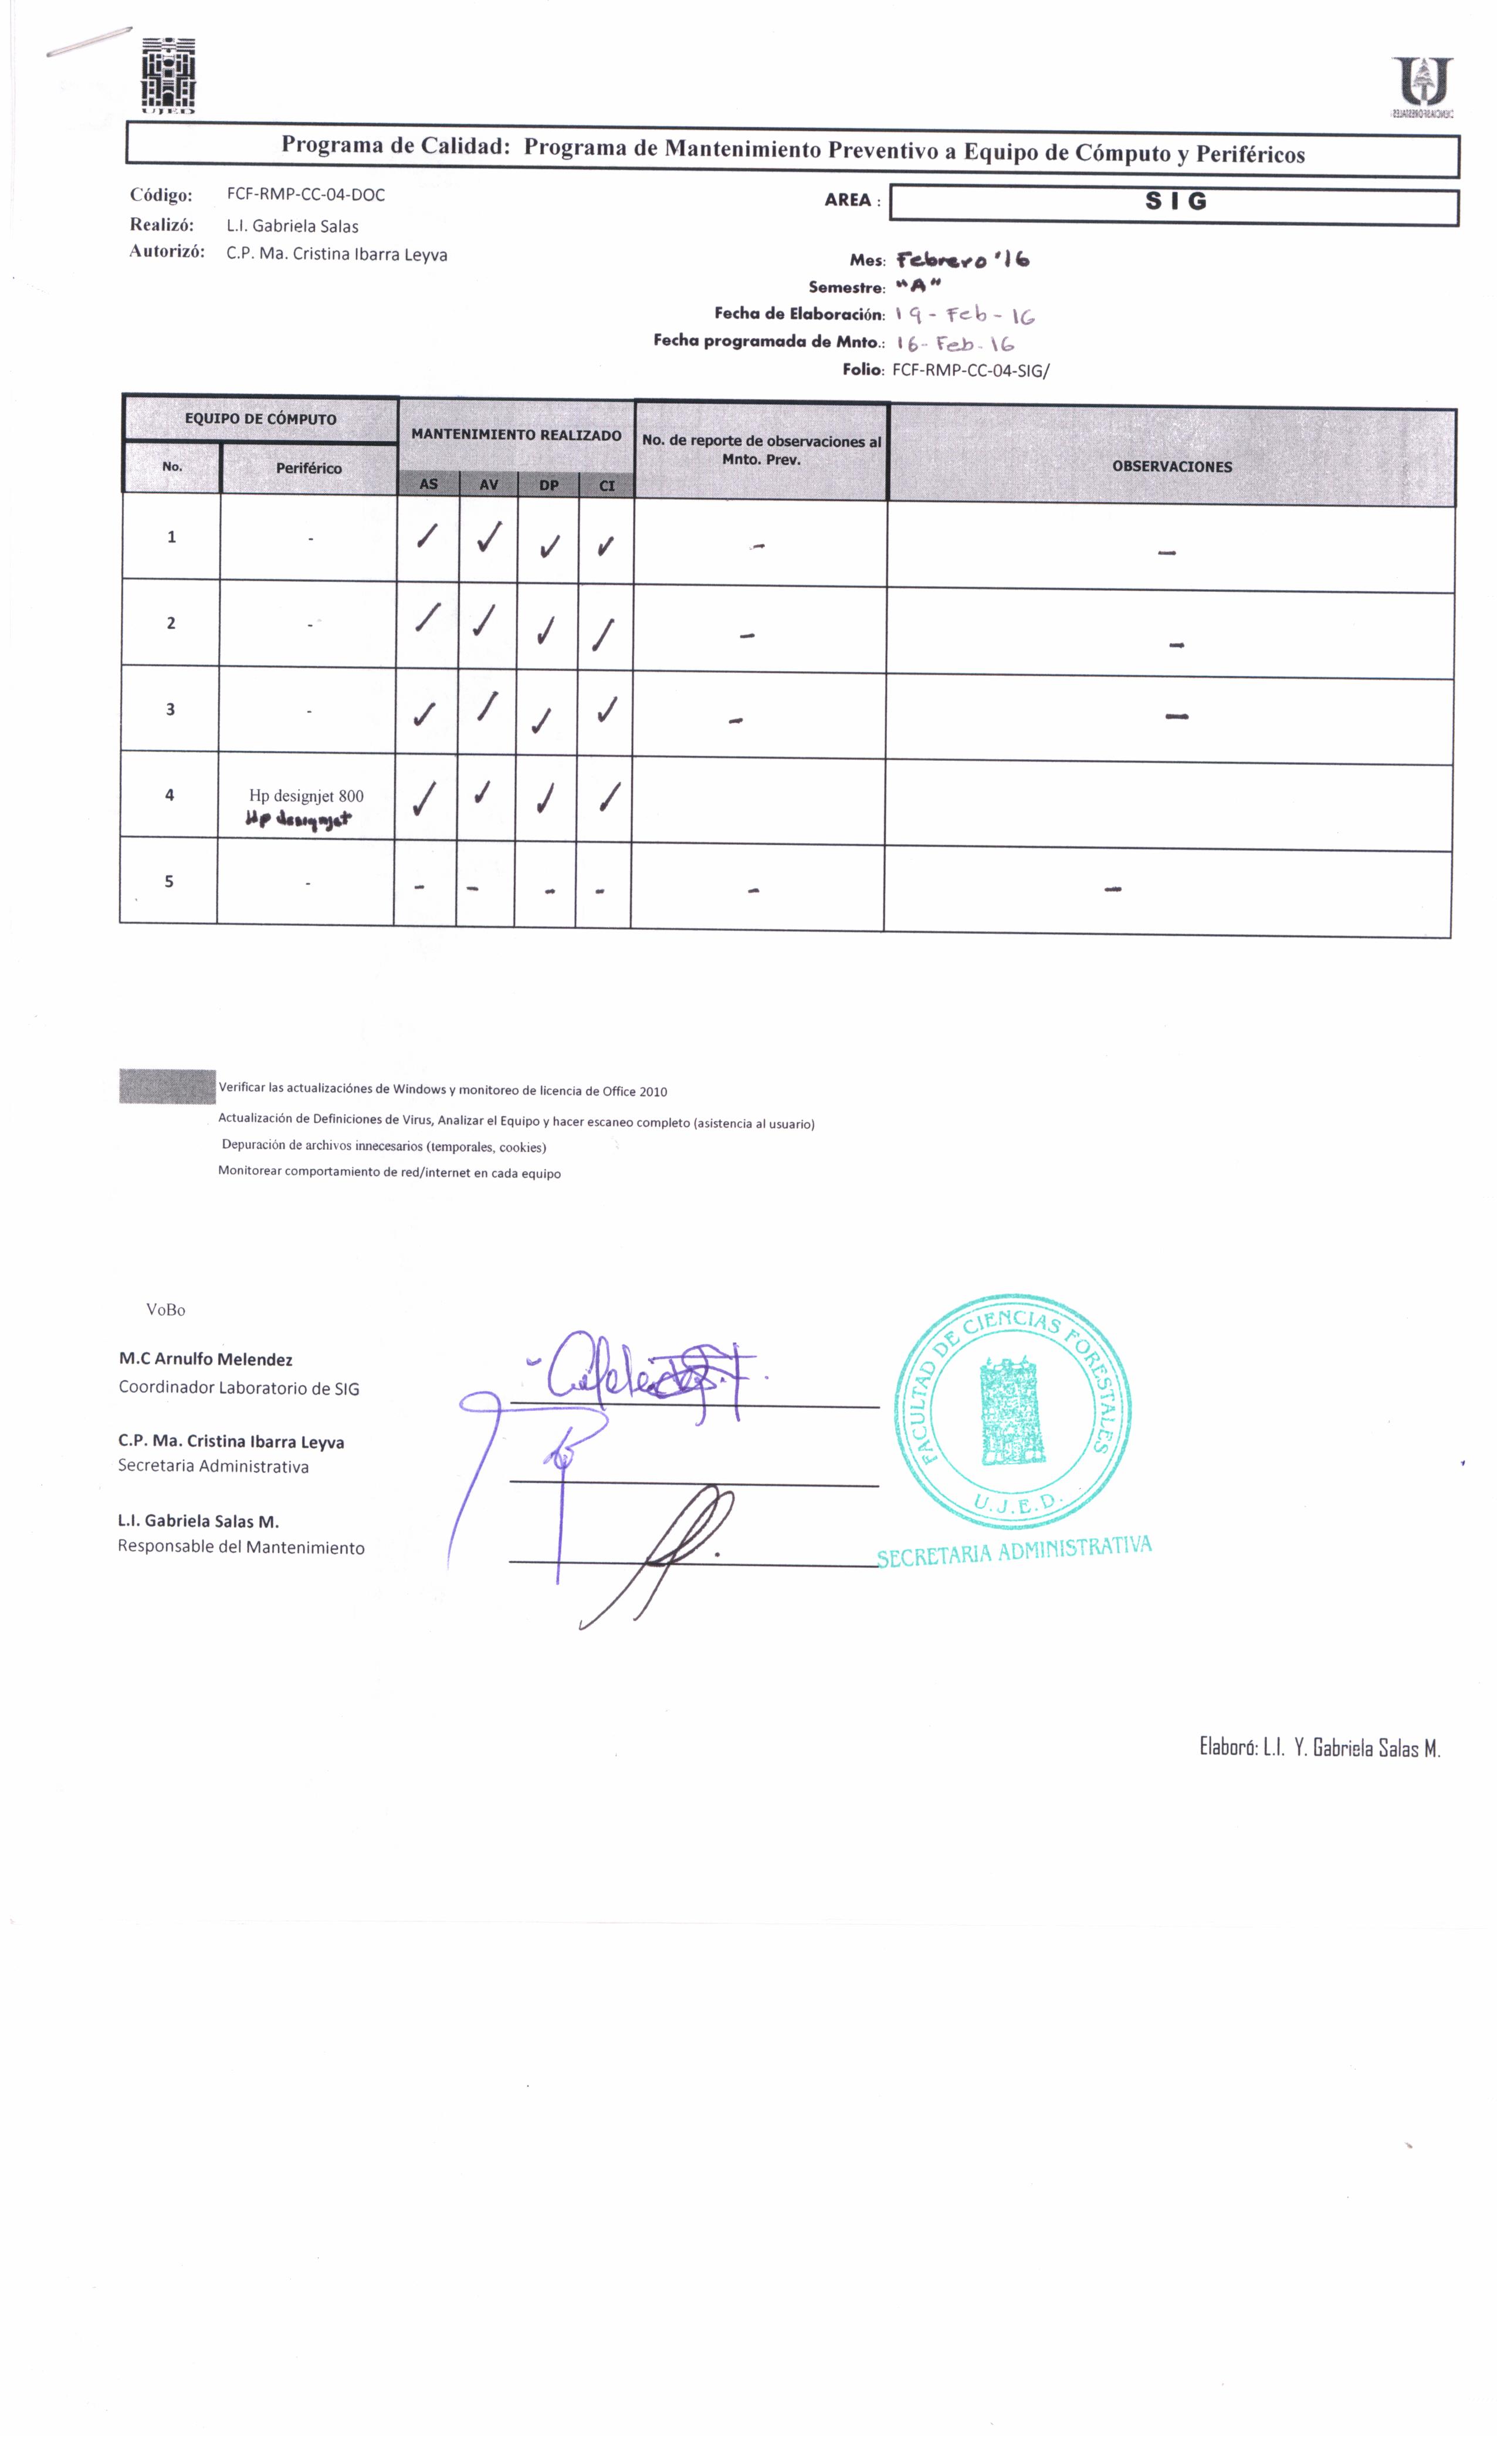 UJED
CIENCIAS FORESTALES
Programa de Calidad: Programa de Mantenimiento Preventivo a Equipo de Cómputo y Periféricos
Código: FCF-RMP-CC-04-DOC
AREA : SIG
Realizó: L.I. Gabriela Salas
Autorizó: C.P. Ma. Cristina Ibarra Leyva
Mes: Febrero '16
Semestre: "A"
Fecha de Elaboración: 19-Feb-16
Fecha programada de Mnto.: 16-Feb-16
Folio: FCF-RMP-CC-04-SIG/
EQUIPO DE CÓMPUTO MANTENIMIENTO REALIZADO No. de reporte de observaciones al Mnto. Prev. OBSERVACIONES
No. Periférico AS AV DP CI
1 - ✓ ✓ ✓ ✓ - -
2 - ✓ ✓ ✓ ✓ - -
3 - ✓ ✓ ✓ ✓ - -
4 Hp designjet 800 ✓ ✓ ✓ ✓
Hp designjet
5 - - - - - - -
Verificar las actualizaciónes de Windows y monitoreo de licencia de Office 2010
Actualización de Definiciones de Virus, Analizar el Equipo y hacer escaneo completo (asistencia al usuario)
Depuración de archivos innecesarios (temporales, cookies)
Monitorear comportamiento de red/internet en cada equipo
VoBo
M.C Arnulfo Melendez
Coordinador Laboratorio de SIG
C.P. Ma. Cristina Ibarra Leyva
Secretaria Administrativa
L.I. Gabriela Salas M.
Responsable del Mantenimiento
FACULTAD DE CIENCIAS FORESTALES
U.J.E.D.
SECRETARIA ADMINISTRATIVA
Elaboró: L.I. Y. Gabriela Salas M.